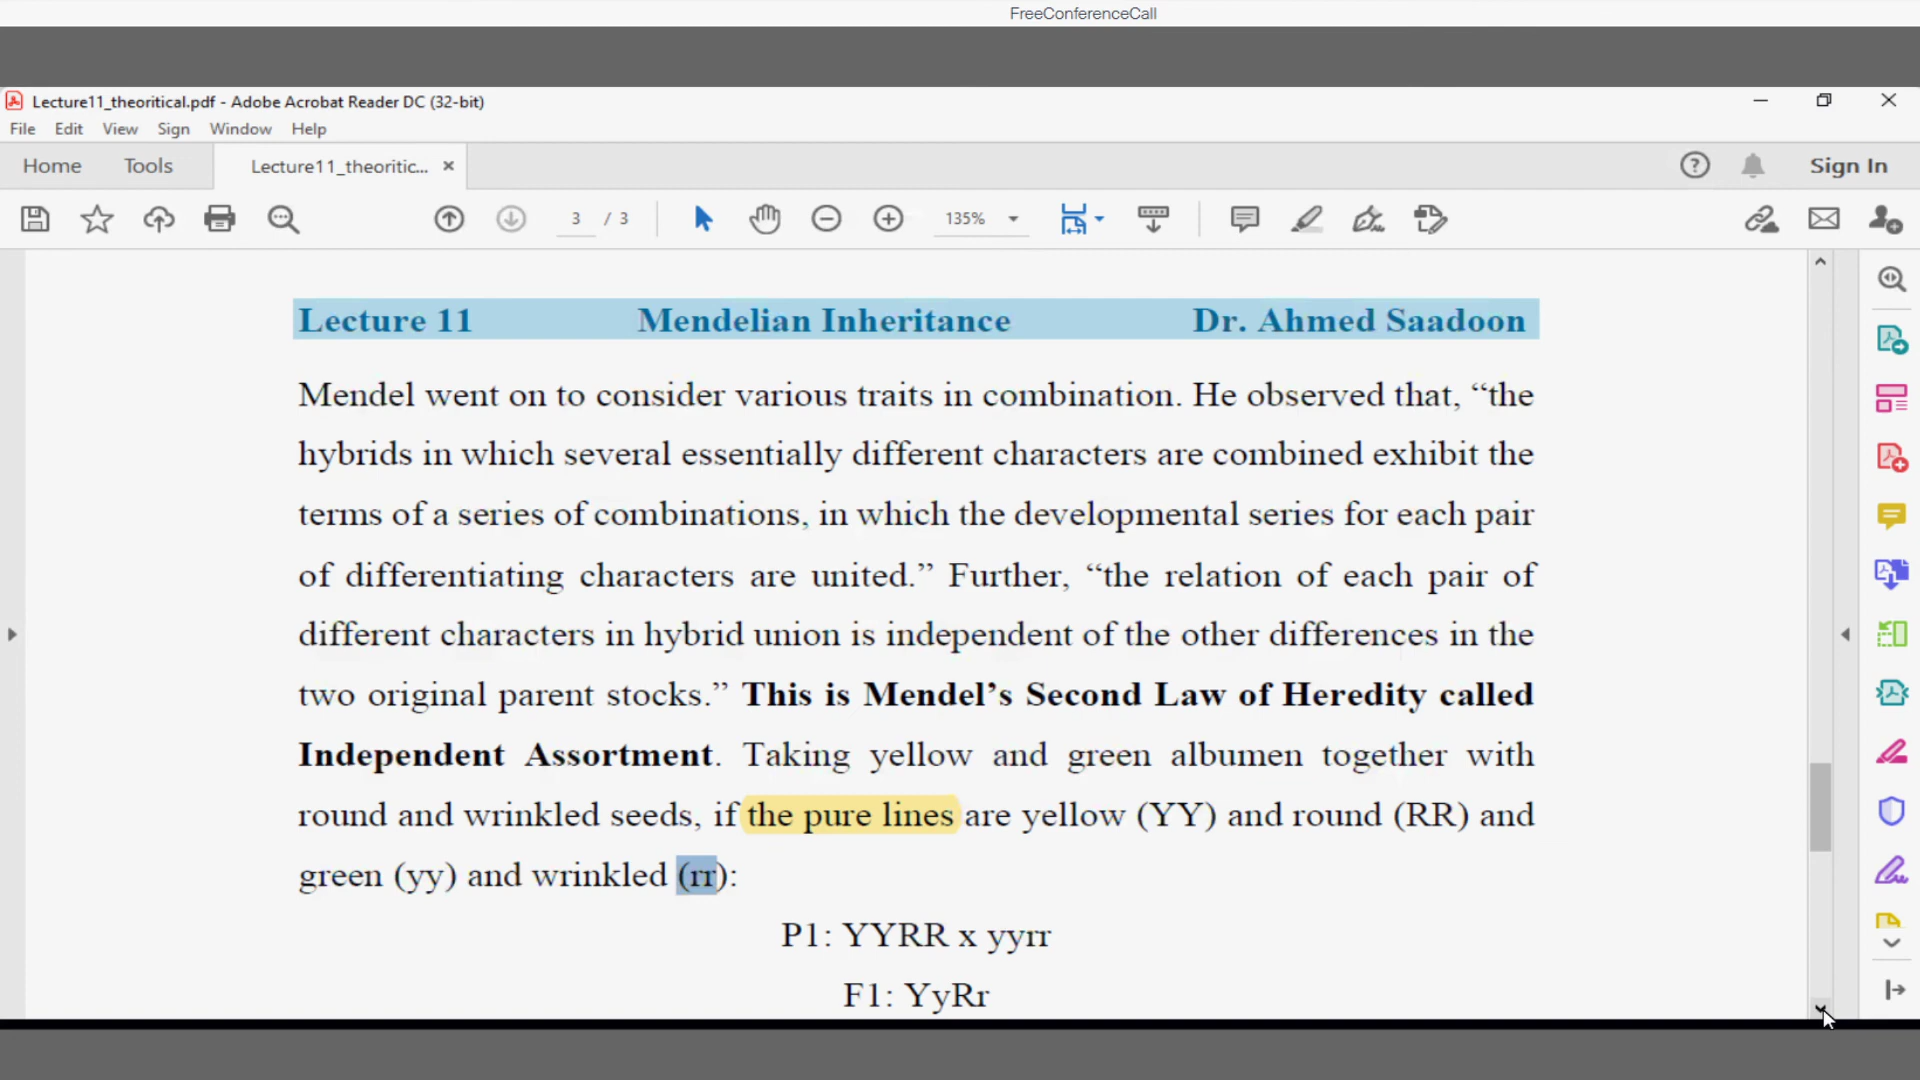 FreeConferenceCall
Lecture11_theoritical.pdf - Adobe Acrobat Reader DC (32-bit)
File Edit View Sign Window Help
Home Tools Lecture11_theoritic... × Sign In
3 / 3 135%
Lecture 11 Mendelian Inheritance Dr. Ahmed Saadoon
Mendel went on to consider various traits in combination. He observed that, “the
hybrids in which several essentially different characters are combined exhibit the
terms of a series of combinations, in which the developmental series for each pair
of differentiating characters are united.” Further, “the relation of each pair of
different characters in hybrid union is independent of the other differences in the
two original parent stocks.” This is Mendel’s Second Law of Heredity called
Independent Assortment. Taking yellow and green albumen together with
round and wrinkled seeds, if the pure lines are yellow (YY) and round (RR) and
green (yy) and wrinkled (rr):
P1: YYRR x yyrr
F1: YyRr